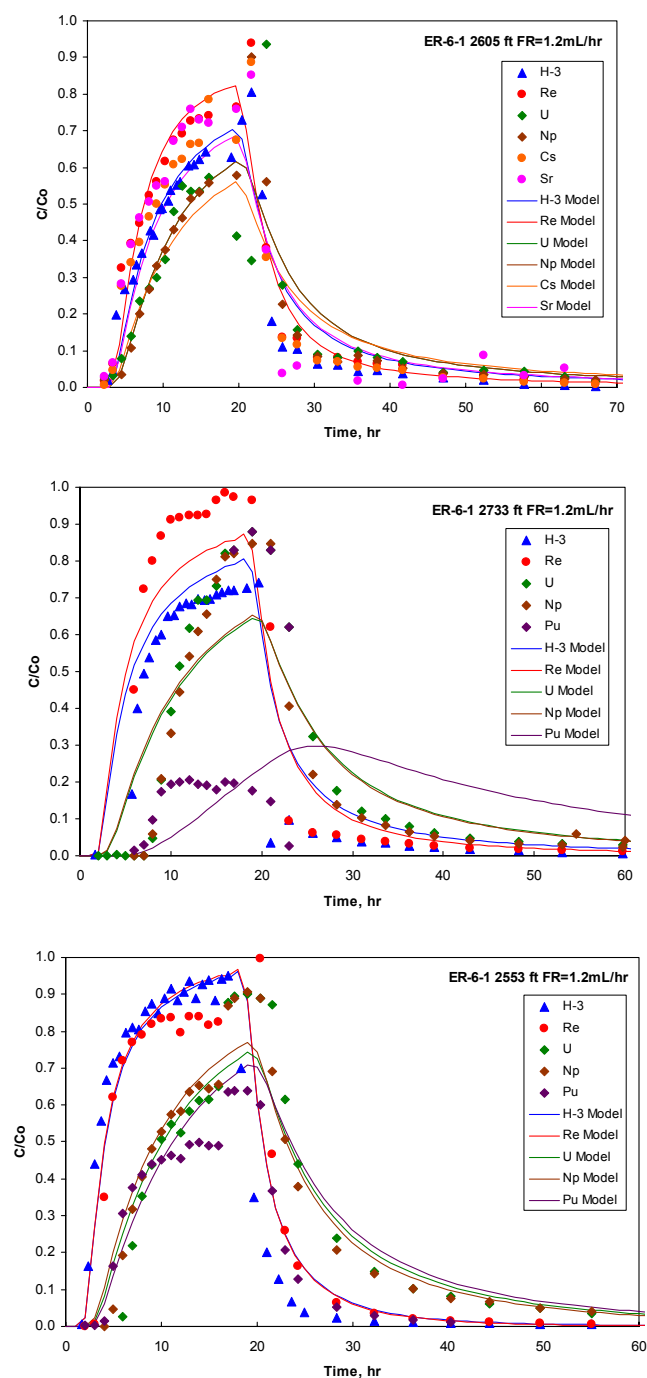 ER-6-1 2605 ft FR=1.2mL/hr
H-3
Re
U
Np
Cs
Sr
H-3 Model
Re Model
U Model
Np Model
Cs Model
Sr Model
C/Co
1.0
0.9
0.8
0.7
0.6
0.5
0.4
0.3
0.2
0.1
0.0
0 10 20 30 40 50 60 70
Time, hr
ER-6-1 2733 ft FR=1.2mL/hr
H-3
Re
U
Np
Pu
H-3 Model
Re Model
U Model
Np Model
Pu Model
C/Co
1.0
0.9
0.8
0.7
0.6
0.5
0.4
0.3
0.2
0.1
0.0
0 10 20 30 40 50 60
Time, hr
ER-6-1 2553 ft FR=1.2mL/hr
H-3
Re
U
Np
Pu
H-3 Model
Re Model
U Model
Np Model
Pu Model
C/Co
1.0
0.9
0.8
0.7
0.6
0.5
0.4
0.3
0.2
0.1
0.0
0 10 20 30 40 50 60
Time, hr